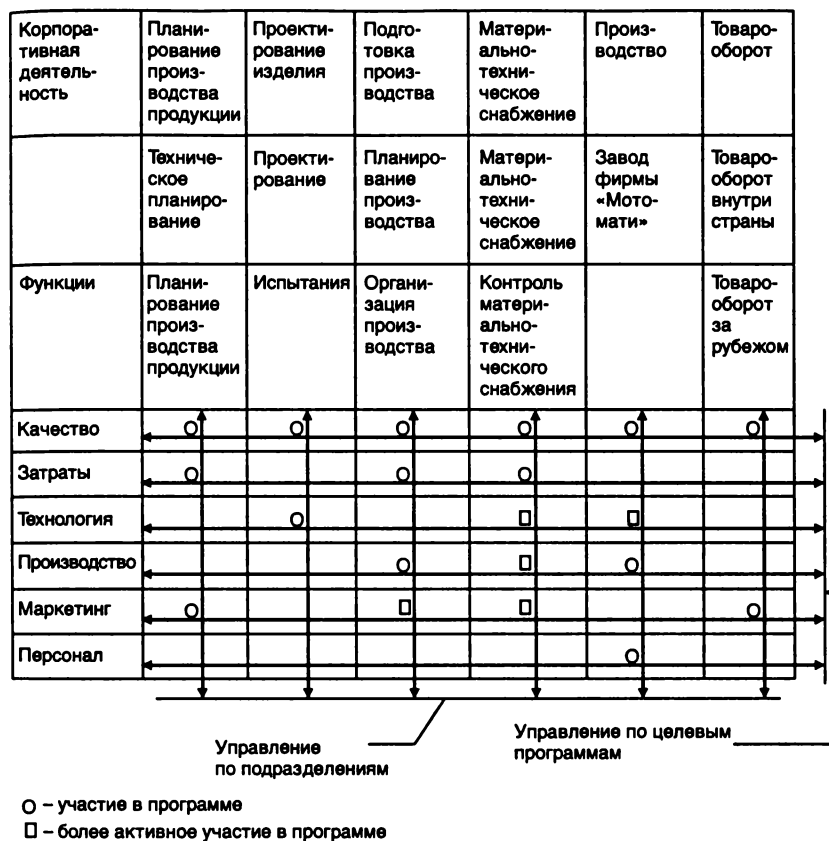 Корпора-
тивная
деятель-
ность
Плани-
рование
произ-
водства
продукции
Проекти-
рование
изделия
Подго-
товка
произ-
водства
Матери-
ально-
техни-
ческое
снабжение
Произ-
водство
Товаро-
оборот
Техниче-
ское
планиро-
вание
Проекти-
рование
Планиро-
вание
произ-
водства
Матери-
ально-
техни-
ческое
снабжение
Завод
фирмы
«Мото-
мати»
Товаро-
оборот
внутри
страны
Функции
Плани-
рование
произ-
водства
продукции
Испытания
Органи-
зация
произ-
водства
Контроль
матери-
ально-
техни-
ческого
снабжения
Товаро-
оборот
за
рубежом
Качество
Затраты
Технология
Производство
Маркетинг
Персонал
Управление
по подразделениям
Управление по целевым
программам
– участие в программе
– более активное участие в программе